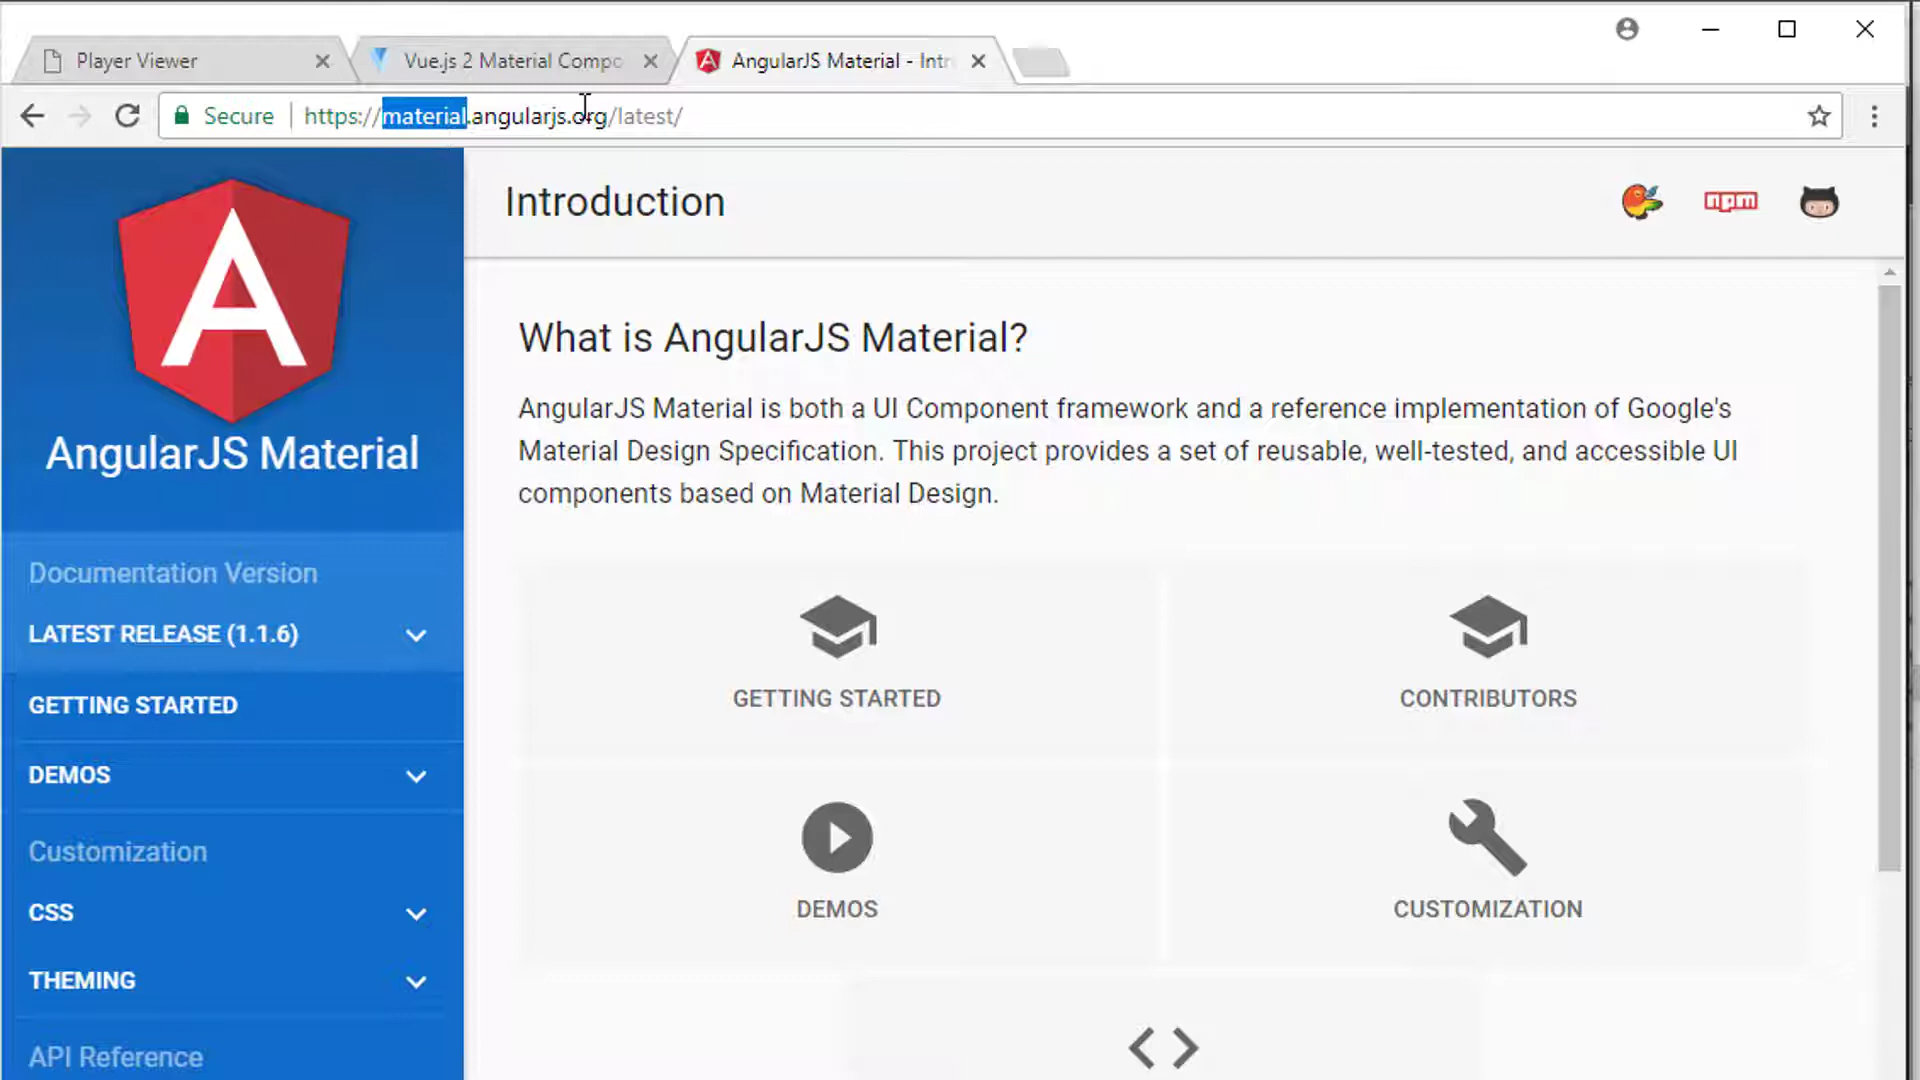 Player Viewer
Vue.js 2 Material Compo
AngularJS Material - Intr
Secure
https://material.angularjs.org/latest/
AngularJS Material
Documentation Version
LATEST RELEASE (1.1.6)
GETTING STARTED
DEMOS
Customization
CSS
THEMING
API Reference
Introduction
npm
What is AngularJS Material?
AngularJS Material is both a UI Component framework and a reference implementation of Google's
Material Design Specification. This project provides a set of reusable, well-tested, and accessible UI
components based on Material Design.
GETTING STARTED
CONTRIBUTORS
DEMOS
CUSTOMIZATION